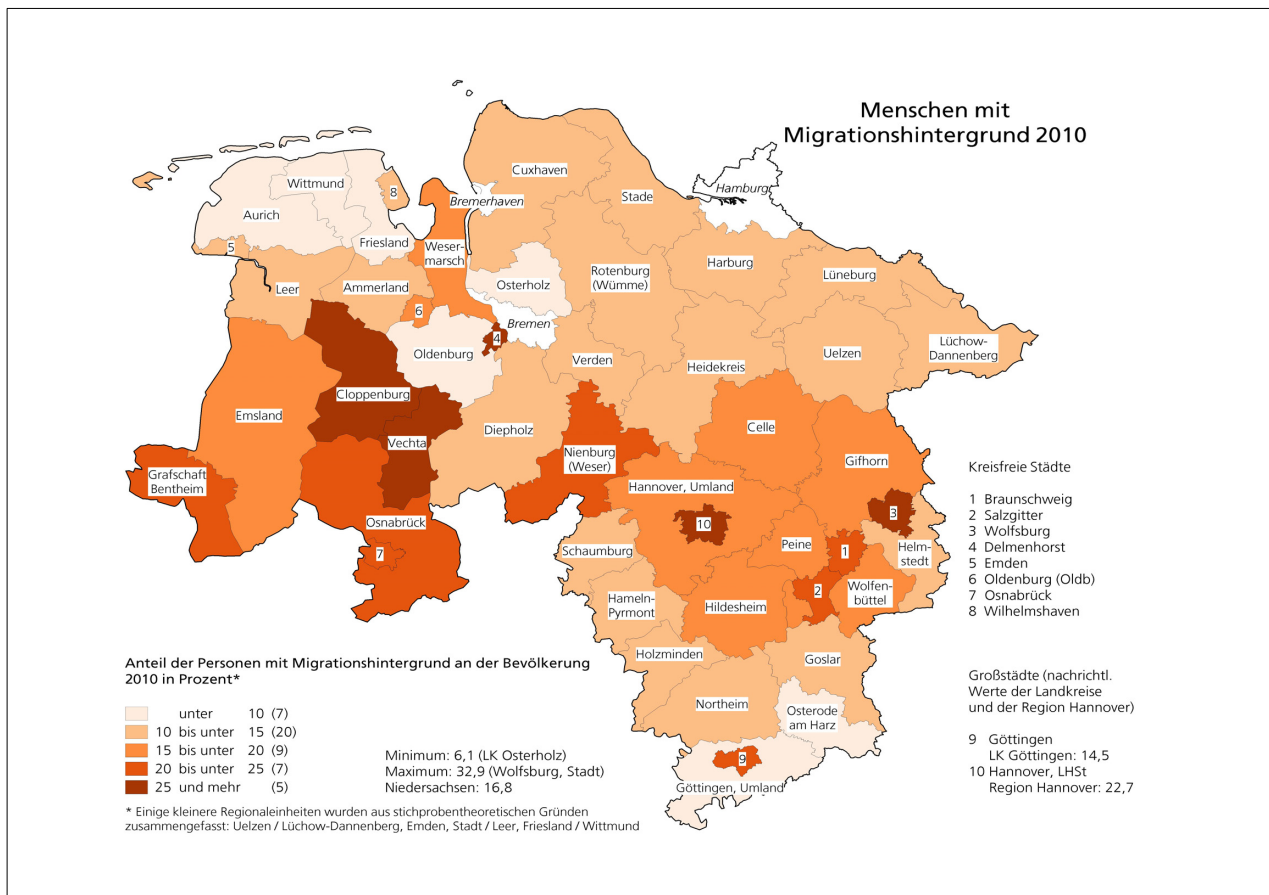 Menschen mit
Migrationshintergrund 2010
Hamburg
Cuxhaven
Wittmund
8
Bremerhaven
Stade
Aurich
Friesland
5
Weser-
marsch
Harburg
Rotenburg
(Wümme)
Lüneburg
Osterholz
Leer
Ammerland
6
Bremen
4
Oldenburg
Lüchow-
Dannenberg
Uelzen
Verden
Heidekreis
Cloppenburg
Emsland
Diepholz
Celle
Vechta
Nienburg
(Weser)
Gifhorn
Grafschaft
Bentheim
Hannover, Umland
3
Osnabrück
10
7
Schaumburg
Peine
1
Helm-
stedt
2
Wolfen-
büttel
Hameln-
Pyrmont
Hildesheim
Holzminden
Goslar
Northeim
Osterode
am Harz
9
Göttingen, Umland
Kreisfreie Städte
1 Braunschweig
2 Salzgitter
3 Wolfsburg
4 Delmenhorst
5 Emden
6 Oldenburg (Oldb)
7 Osnabrück
8 Wilhelmshaven
Großstädte (nachrichtl.
Werte der Landkreise
und der Region Hannover)
9 Göttingen
LK Göttingen: 14,5
10 Hannover, LHSt
Region Hannover: 22,7
Anteil der Personen mit Migrationshintergrund an der Bevölkerung
2010 in Prozent*
unter 10 (7)
10 bis unter 15 (20)
15 bis unter 20 (9)
20 bis unter 25 (7)
25 und mehr (5)
Minimum: 6,1 (LK Osterholz)
Maximum: 32,9 (Wolfsburg, Stadt)
Niedersachsen: 16,8
* Einige kleinere Regionaleinheiten wurden aus stichprobentheoretischen Gründen
zusammengefasst: Uelzen / Lüchow-Dannenberg, Emden, Stadt / Leer, Friesland / Wittmund